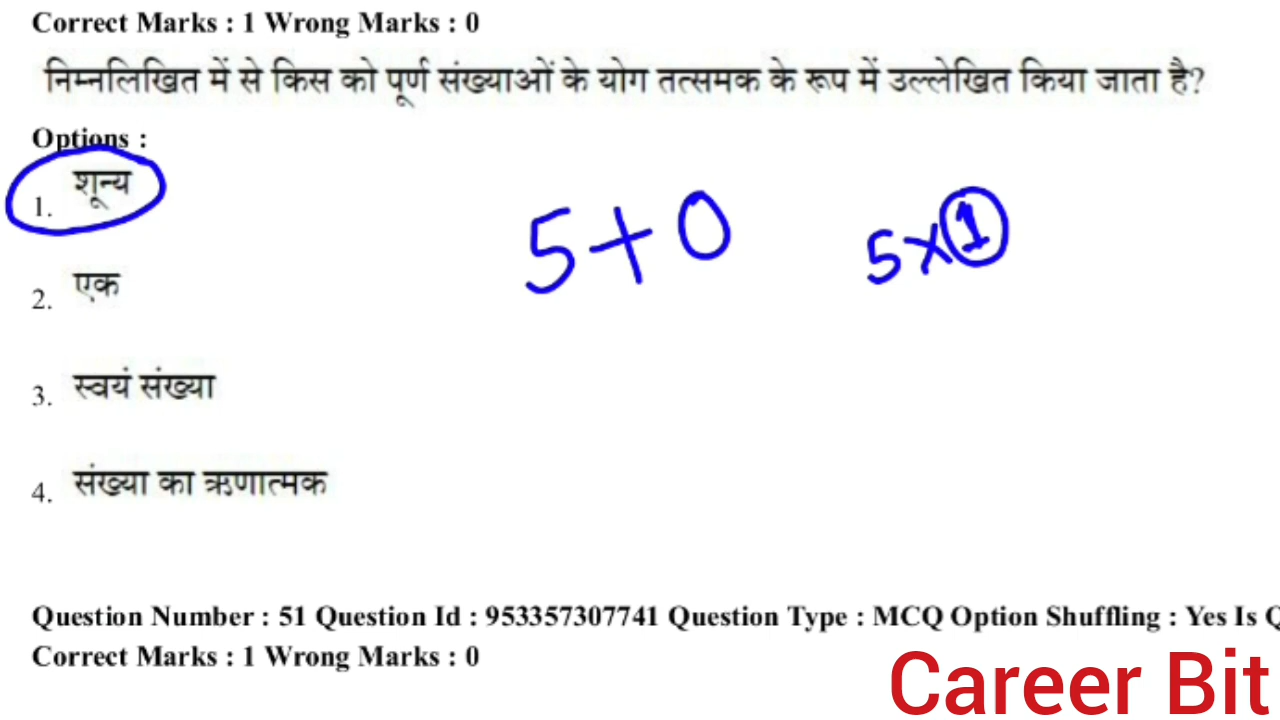 Correct Marks : 1 Wrong Marks : 0
निम्नलिखित में से किस को पूर्ण संख्याओं के योग तत्समक के रूप में उल्लेखित किया जाता है?
Options :
1. शून्य
5+0 5×1
2. एक
3. स्वयं संख्या
4. संख्या का ऋणात्मक
Question Number : 51 Question Id : 953357307741 Question Type : MCQ Option Shuffling : Yes Is Q
Correct Marks : 1 Wrong Marks : 0
Career Bit